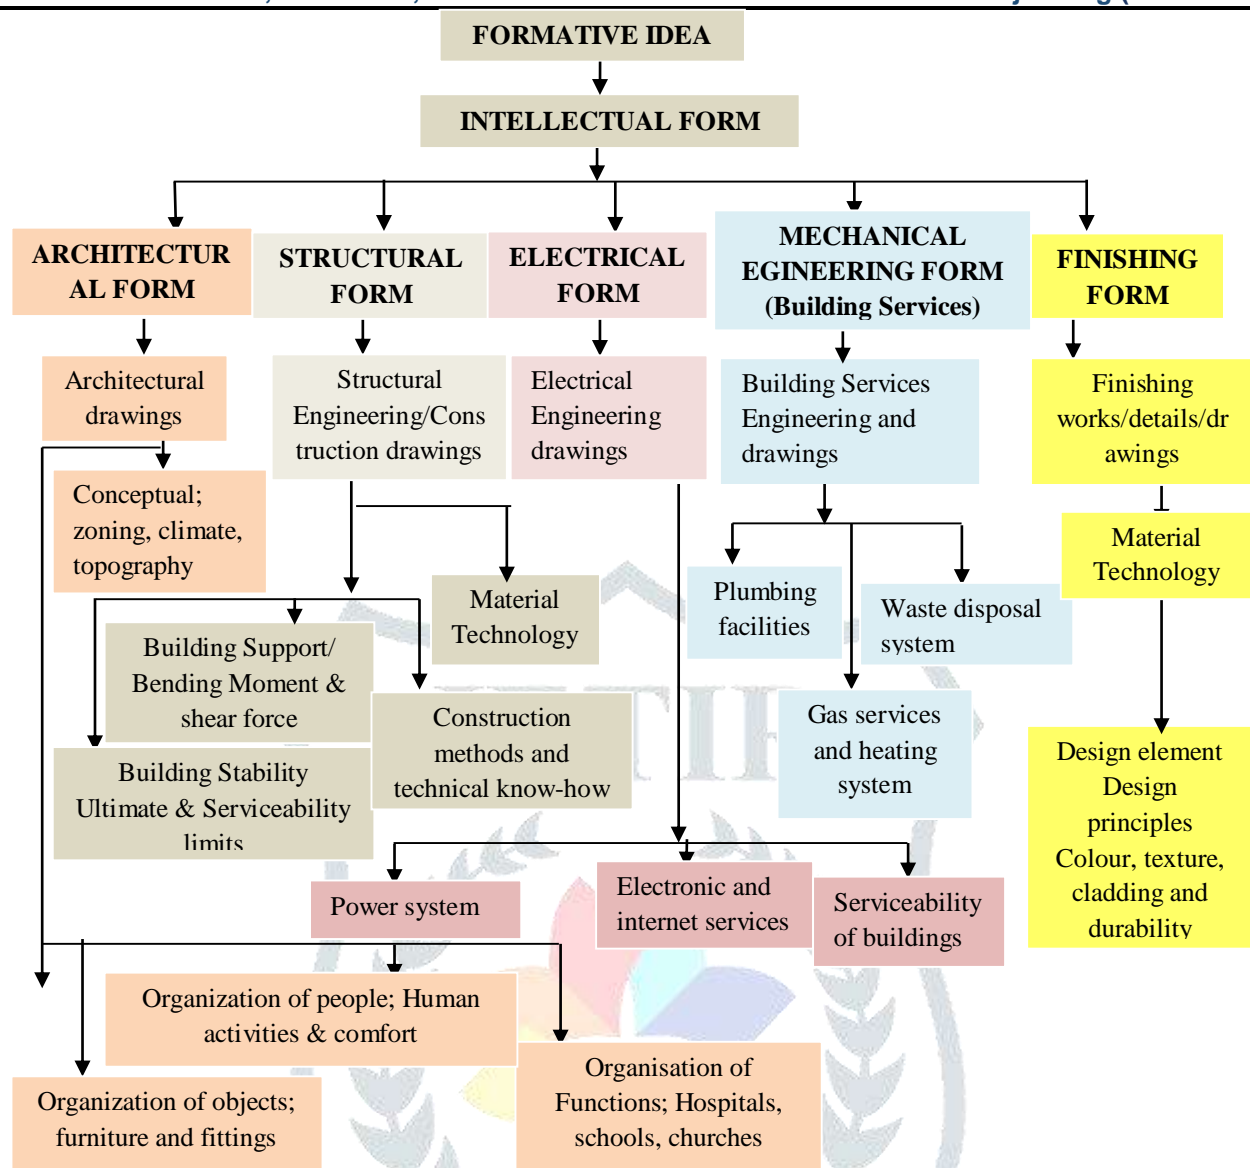 FORMATIVE IDEA
INTELLECTUAL FORM
ARCHITECTUR
AL FORM
STRUCTURAL
FORM
ELECTRICAL
FORM
MECHANICAL
EGINEERING FORM
(Building Services)
FINISHING
FORM
Architectural
drawings
Structural
Engineering/Cons
truction drawings
Electrical
Engineering
drawings
Building Services
Engineering and
drawings
Finishing
works/details/dr
awings
Conceptual;
zoning, climate,
topography
Material
Technology
Plumbing
facilities
Waste disposal
system
Material
Technology
Building Support/
Bending Moment &
shear force
Construction
methods and
technical know-how
Gas services
and heating
system
Building Stability
Ultimate & Serviceability
limits
Design element
Design
principles
Colour, texture,
cladding and
durability
Power system
Electronic and
internet services
Serviceability
of buildings
Organization of people; Human
activities & comfort
Organization of objects;
furniture and fittings
Organisation of
Functions; Hospitals,
schools, churches